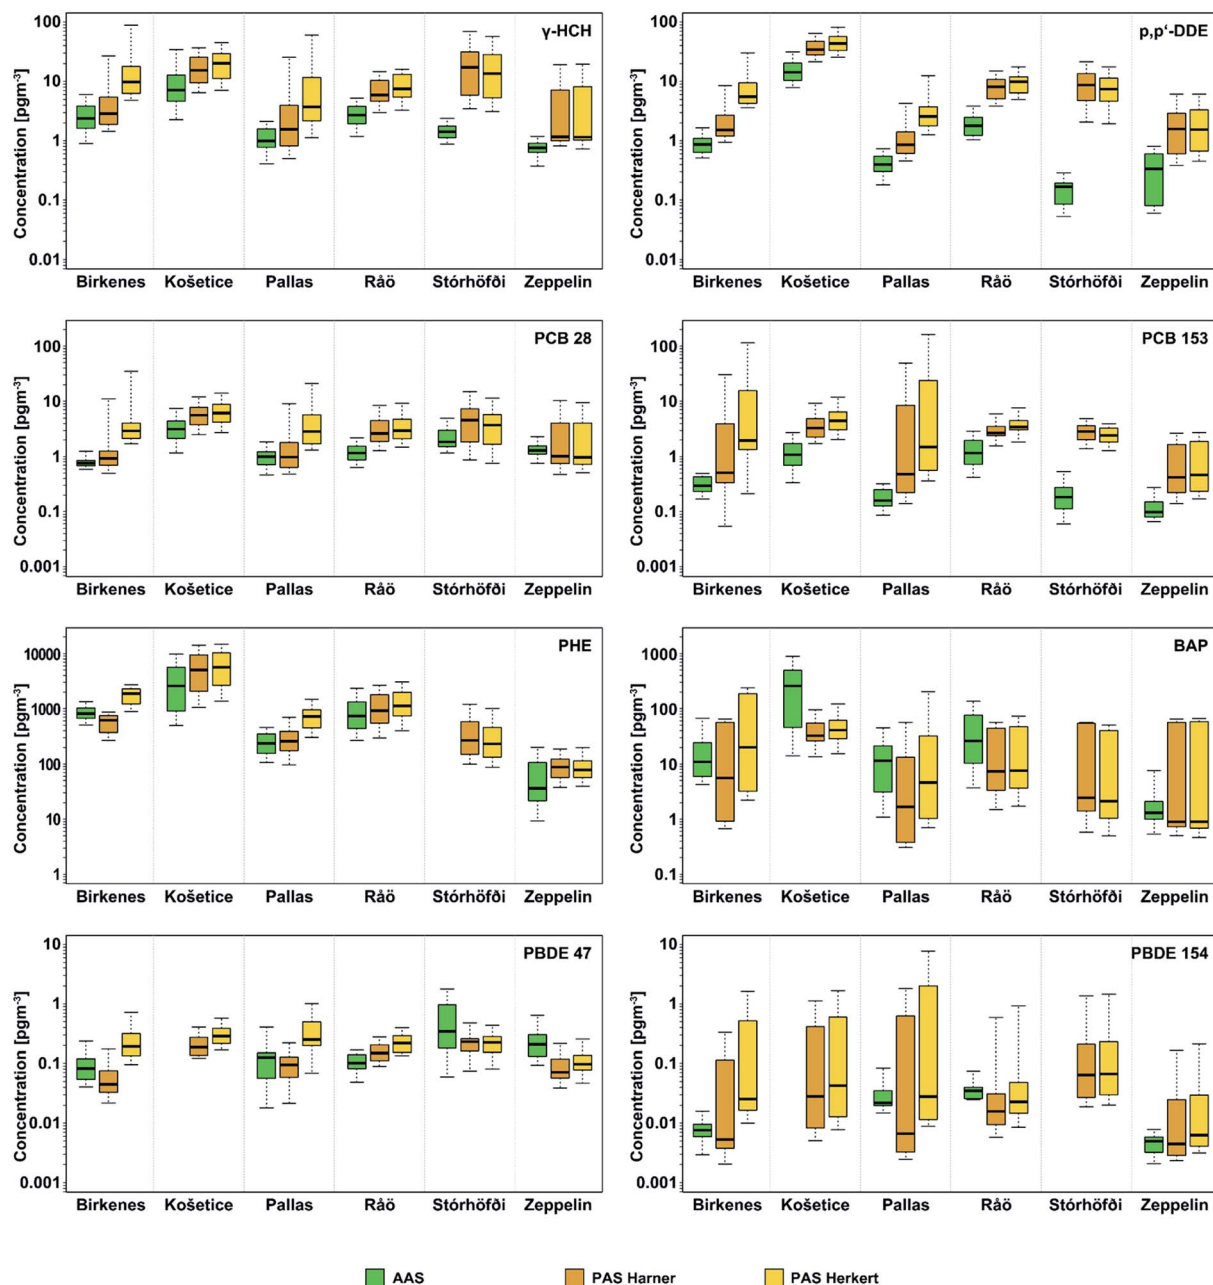 γ-HCH
Concentration [pgm-3]
100
10
1
0.1
0.01
Birkenes Košetice Pallas Råö Stórhöfði Zeppelin
p,p‘-DDE
Concentration [pgm-3]
100
10
1
0.1
0.01
Birkenes Košetice Pallas Råö Stórhöfði Zeppelin
PCB 28
Concentration [pgm-3]
100
10
1
0.1
0.001
Birkenes Košetice Pallas Råö Stórhöfði Zeppelin
PCB 153
Concentration [pgm-3]
100
10
1
0.1
0.001
Birkenes Košetice Pallas Råö Stórhöfði Zeppelin
PHE
Concentration [pgm-3]
10000
1000
100
10
1
Birkenes Košetice Pallas Råö Stórhöfði Zeppelin
BAP
Concentration [pgm-3]
1000
100
10
1
0.1
Birkenes Košetice Pallas Råö Stórhöfði Zeppelin
PBDE 47
Concentration [pgm-3]
10
1
0.1
0.01
0.001
Birkenes Košetice Pallas Råö Stórhöfði Zeppelin
PBDE 154
Concentration [pgm-3]
10
1
0.1
0.01
0.001
Birkenes Košetice Pallas Råö Stórhöfði Zeppelin
AAS PAS Harner PAS Herkert